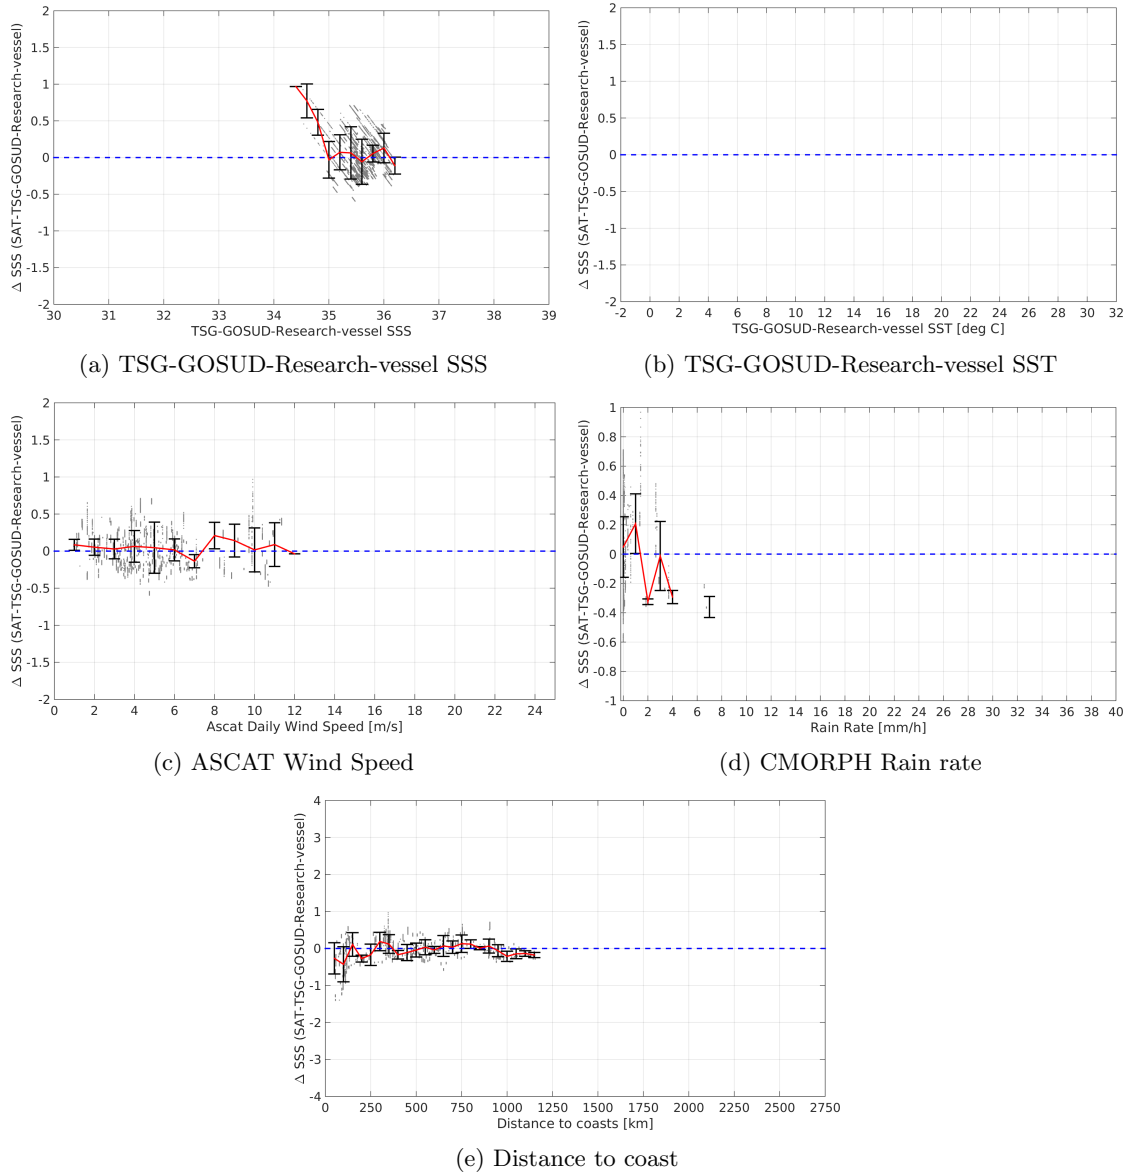 2
1.5
1
0.5
0
-0.5
-1
-1.5
-2
Δ SSS (SAT-TSG-GOSUD-Research-vessel)
30 31 32 33 34 35 36 37 38 39
TSG-GOSUD-Research-vessel SSS
(a) TSG-GOSUD-Research-vessel SSS
2
1.5
1
0.5
0
-0.5
-1
-1.5
-2
Δ SSS (SAT-TSG-GOSUD-Research-vessel)
-2 0 2 4 6 8 10 12 14 16 18 20 22 24 26 28 30 32
TSG-GOSUD-Research-vessel SST [deg C]
(b) TSG-GOSUD-Research-vessel SST
2
1.5
1
0.5
0
-0.5
-1
-1.5
-2
Δ SSS (SAT-TSG-GOSUD-Research-vessel)
0 2 4 6 8 10 12 14 16 18 20 22 24
Ascat Daily Wind Speed [m/s]
(c) ASCAT Wind Speed
1
0.8
0.6
0.4
0.2
0
-0.2
-0.4
-0.6
-0.8
-1
Δ SSS (SAT-TSG-GOSUD-Research-vessel)
0 2 4 6 8 10 12 14 16 18 20 22 24 26 28 30 32 34 36 38 40
Rain Rate [mm/h]
(d) CMORPH Rain rate
4
3
2
1
0
-1
-2
-3
-4
Δ SSS (SAT-TSG-GOSUD-Research-vessel)
0 250 500 750 1000 1250 1500 1750 2000 2250 2500 2750
Distance to coasts [km]
(e) Distance to coast